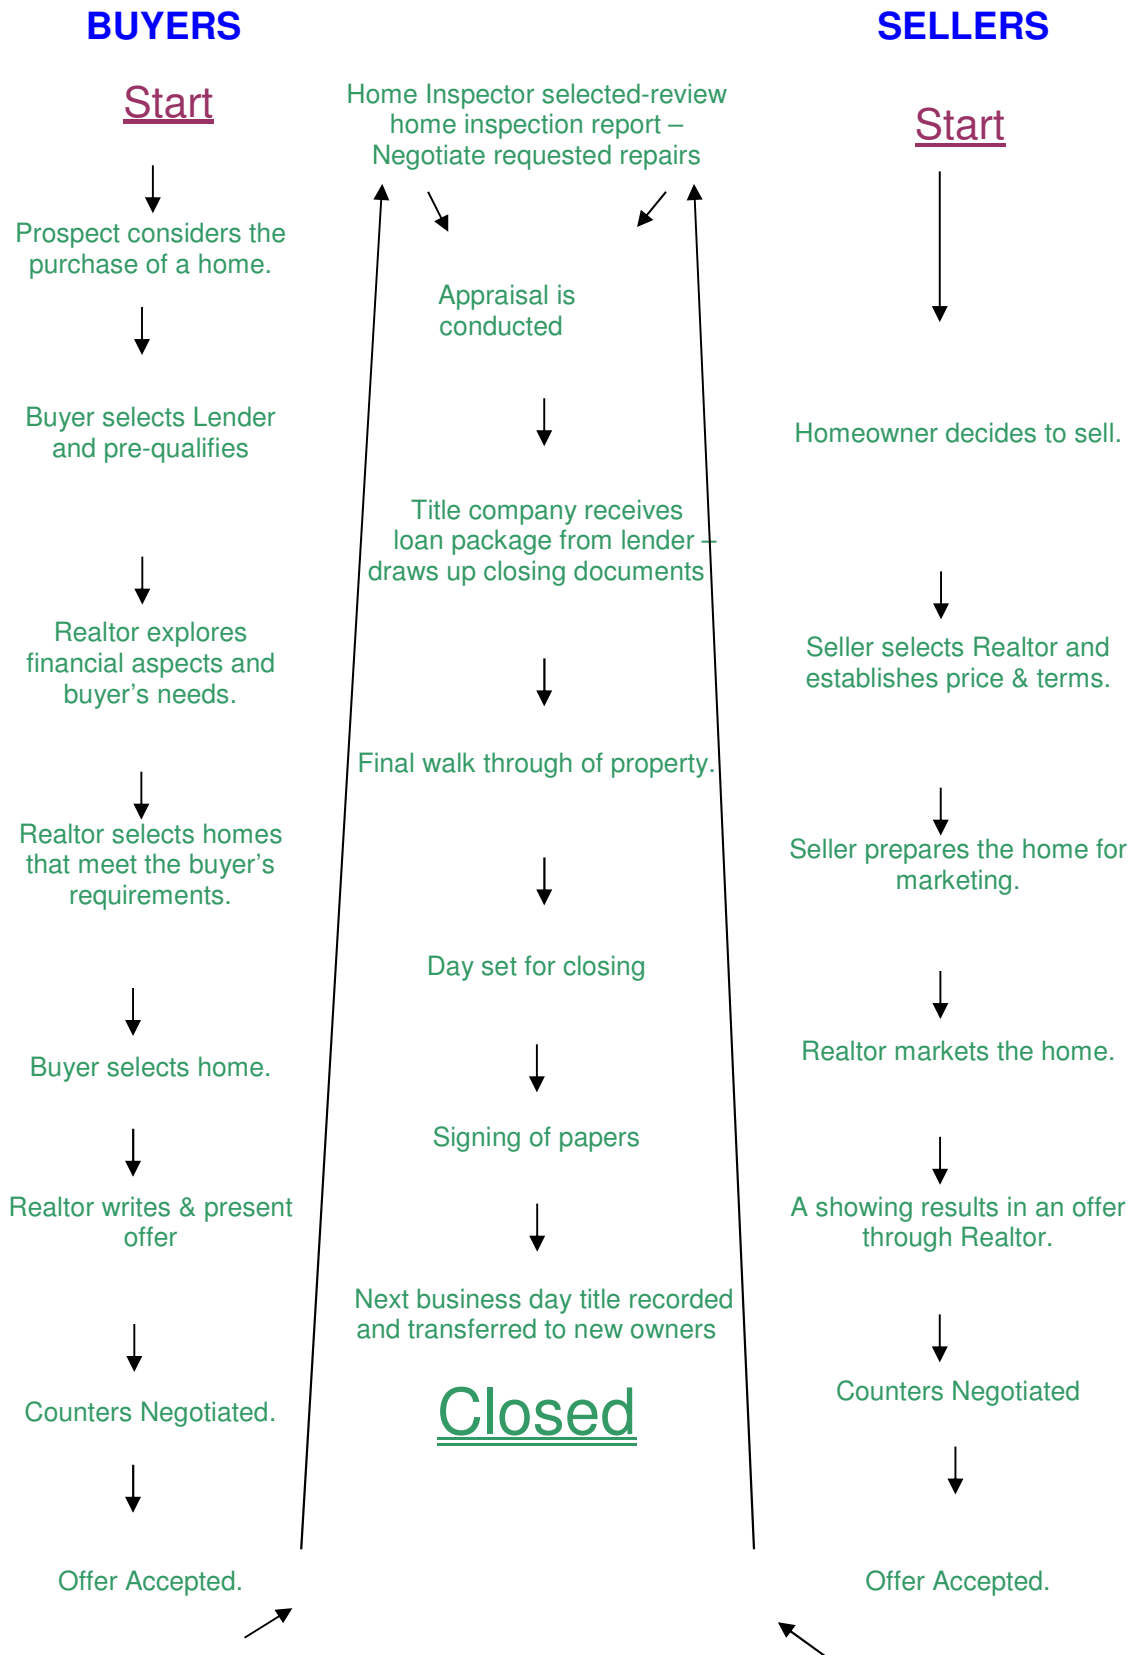 BUYERS
Start
Prospect considers the
purchase of a home.
Buyer selects Lender
and pre-qualifies
Realtor explores
financial aspects and
buyer’s needs.
Realtor selects homes
that meet the buyer’s
requirements.
Buyer selects home.
Realtor writes & present
offer
Counters Negotiated.
Offer Accepted.
Home Inspector selected-review
home inspection report –
Negotiate requested repairs
Appraisal is
conducted
Title company receives
loan package from lender –
draws up closing documents
Final walk through of property.
Day set for closing
Signing of papers
Next business day title recorded
and transferred to new owners
Closed
SELLERS
Start
Homeowner decides to sell.
Seller selects Realtor and
establishes price & terms.
Seller prepares the home for
marketing.
Realtor markets the home.
A showing results in an offer
through Realtor.
Counters Negotiated
Offer Accepted.